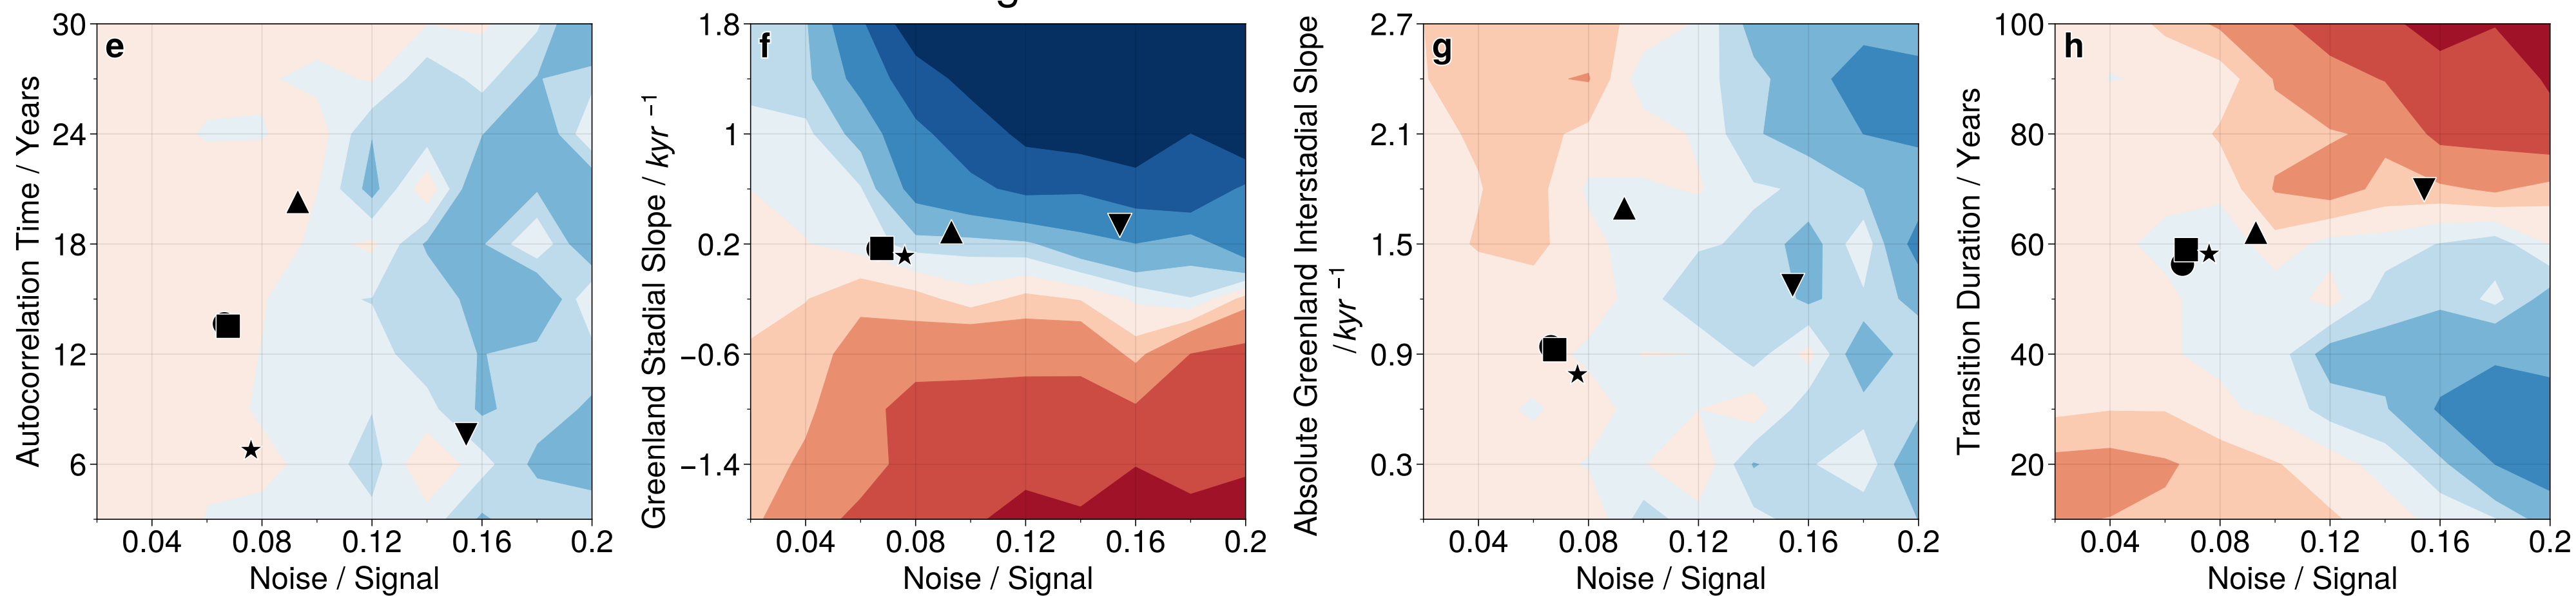 e
30
24
18
12
6
Autocorrelation Time / Years
0.04 0.08 0.12 0.16 0.2
Noise / Signal
f
1.8
1
0.2
−0.6
−1.4
Greenland Stadial Slope / kyr⁻¹
0.04 0.08 0.12 0.16 0.2
Noise / Signal
g
2.7
2.1
1.5
0.9
0.3
Absolute Greenland Interstadial Slope
/ kyr⁻¹
0.04 0.08 0.12 0.16 0.2
Noise / Signal
h
100
80
60
40
20
Transition Duration / Years
0.04 0.08 0.12 0.16 0.2
Noise / Signal